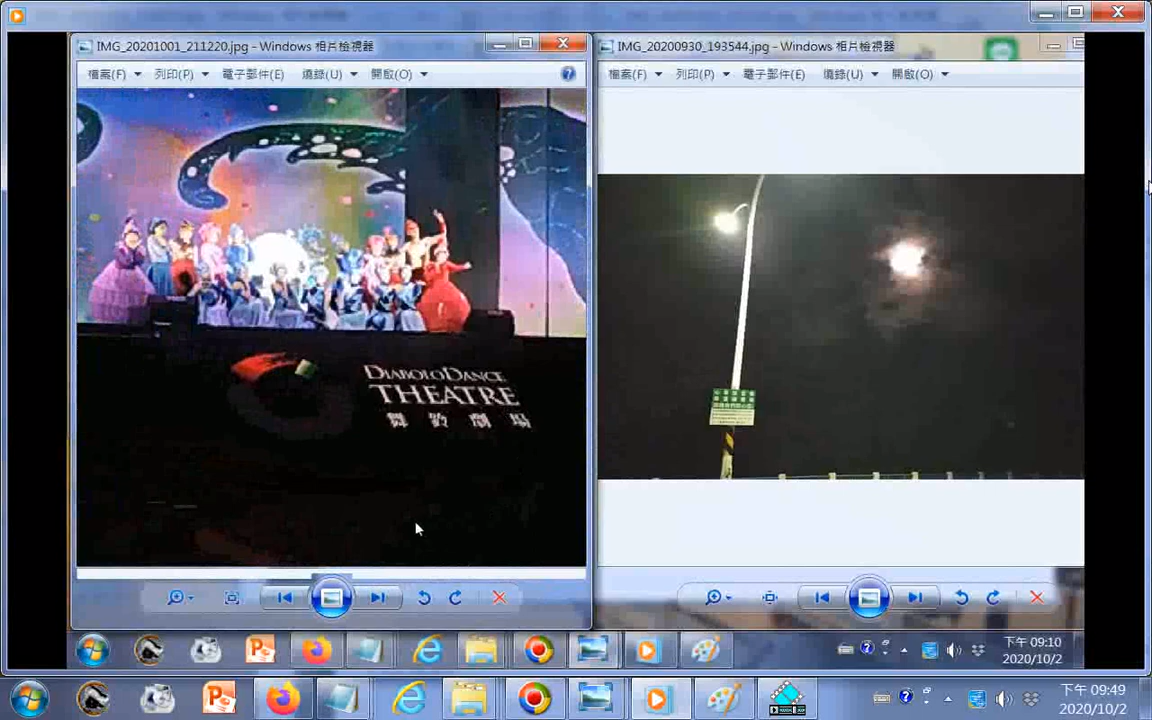 IMG_20201001_211220.jpg - Windows 相片檢視器
檔案(F) 列印(P) 電子郵件(E) 燒錄(U) 開啟(O)
DIABOLODANCE
THEATRE
舞鈴劇場
IMG_20200930_193544.jpg - Windows 相片檢視器
檔案(F) 列印(P) 電子郵件(E) 燒錄(U) 開啟(O)
下午 09:10
2020/10/2
下午 09:49
2020/10/2